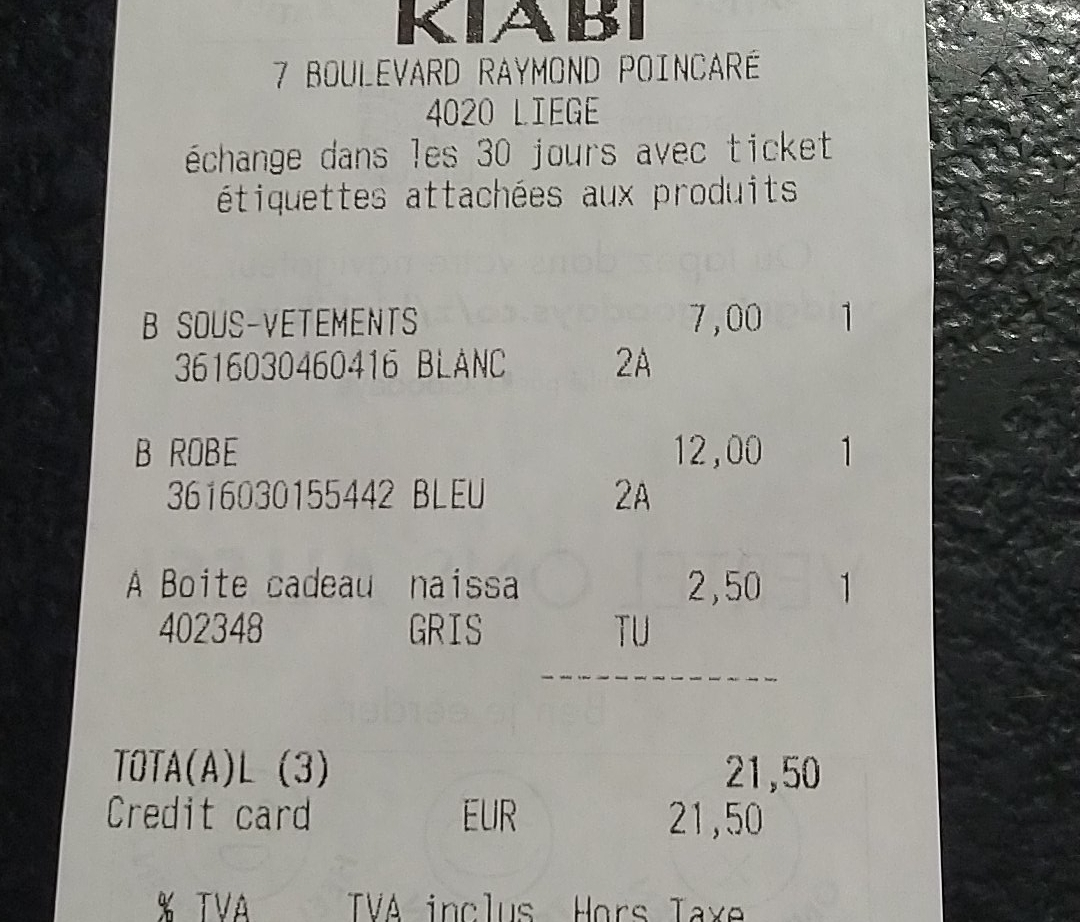 KIABI
7 BOULEVARD RAYMOND POINCARÉ
4020 LIEGE
échange dans les 30 jours avec ticket
étiquettes attachées aux produits
B SOUS-VETEMENTS 7,00 1
3616030460416 BLANC 2A
B ROBE 12,00 1
3616030155442 BLEU 2A
A Boite cadeau naissa 2,50 1
402348 GRIS TU
-------------
TOTA(A)L (3) 21,50
Credit card EUR 21,50
% TVA TVA inclus Hors Taxe